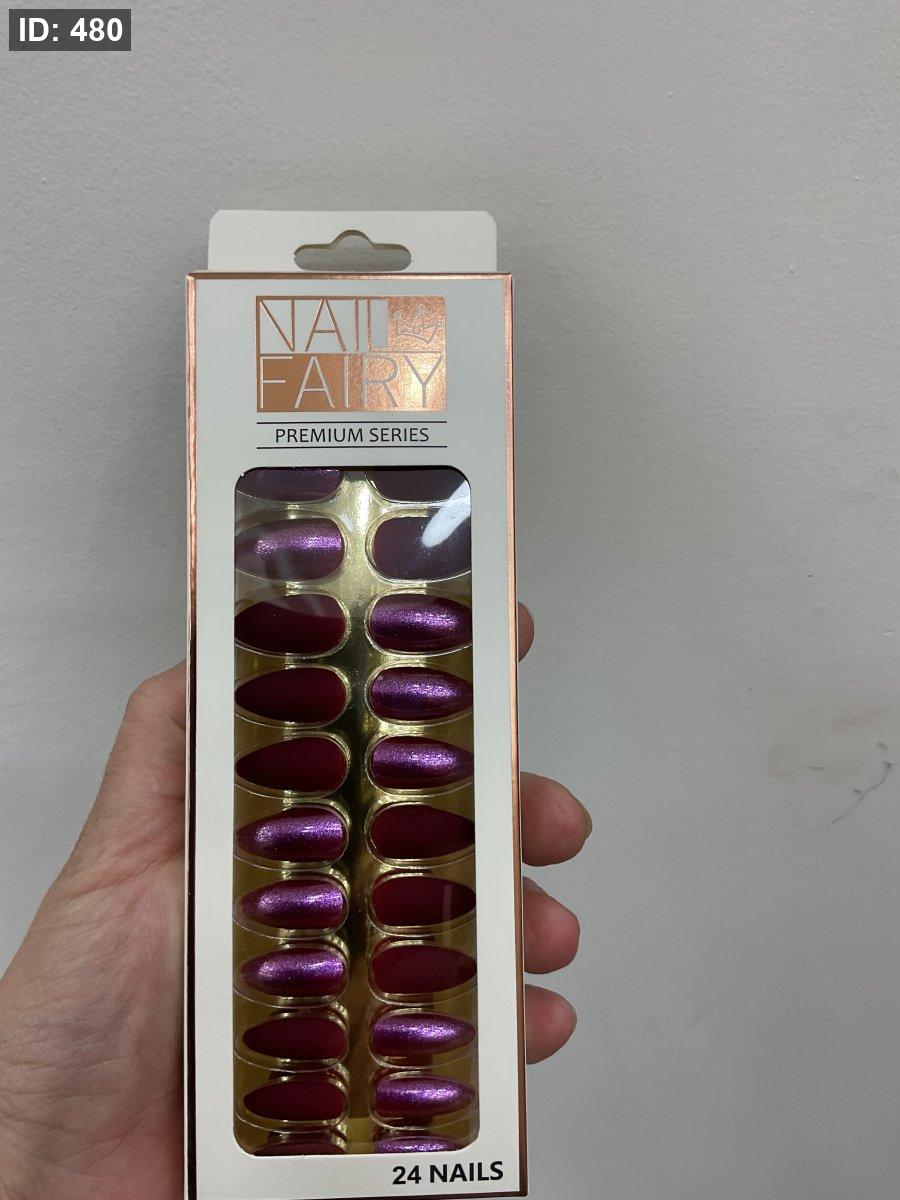 ID: 480
NAIL
FAIRY
PREMIUM SERIES
24 NAILS